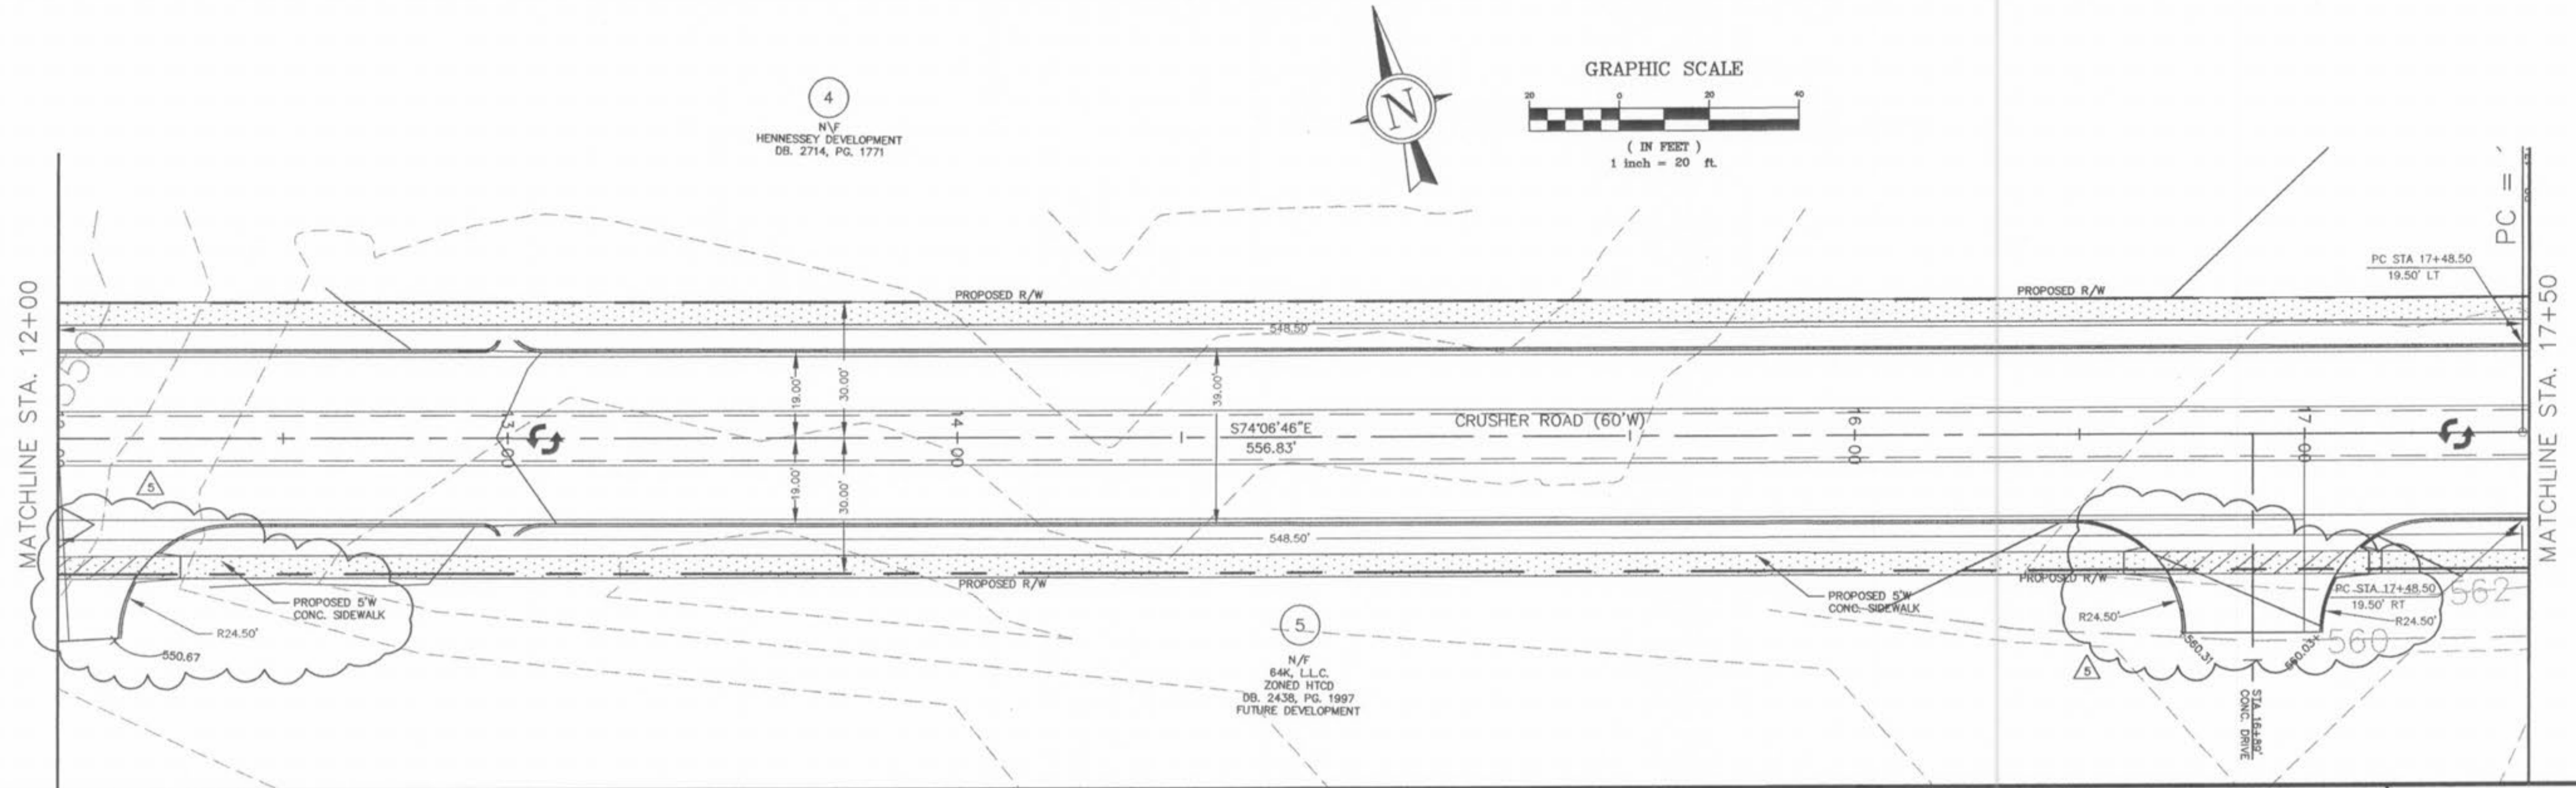 4
N\F
HENNESSEY DEVELOPMENT
DB. 2714, PG. 1771
N
GRAPHIC SCALE
20 0 20 40
( IN FEET )
1 inch = 20 ft.
PC =
PC STA 17+48.50
19.50' LT
MATCHLINE STA. 12+00
MATCHLINE STA. 17+50
PROPOSED R/W
PROPOSED R/W
548.50'
550
19.00'
30.00'
39.00'
13+00
14+00
S74°06'46"E
556.83'
CRUSHER ROAD (60'W)
16+00
17+00
19.00'
30.00'
5
548.50'
PROPOSED R/W
PROPOSED R/W
PROPOSED 5'W
CONC. SIDEWALK
R24.50'
550.67
PROPOSED 5'W
CONC. SIDEWALK
R24.50'
PC STA 17+48.50
19.50' RT
R24.50'
562
560
560.31
560.03
5
5
N/F
64K, L.L.C.
ZONED HTCD
DB. 2438, PG. 1997
FUTURE DEVELOPMENT
STA 16+89'
CONC. DRIVE